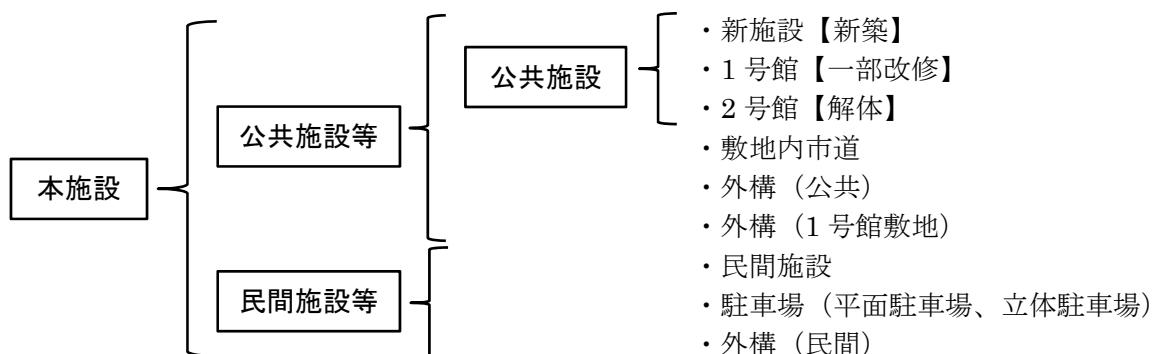 本施設
公共施設等
民間施設等
公共施設
・新施設【新築】
・1 号館【一部改修】
・2 号館【解体】
・敷地内市道
・外構（公共）
・外構（1 号館敷地）
・民間施設
・駐車場（平面駐車場、立体駐車場）
・外構（民間）